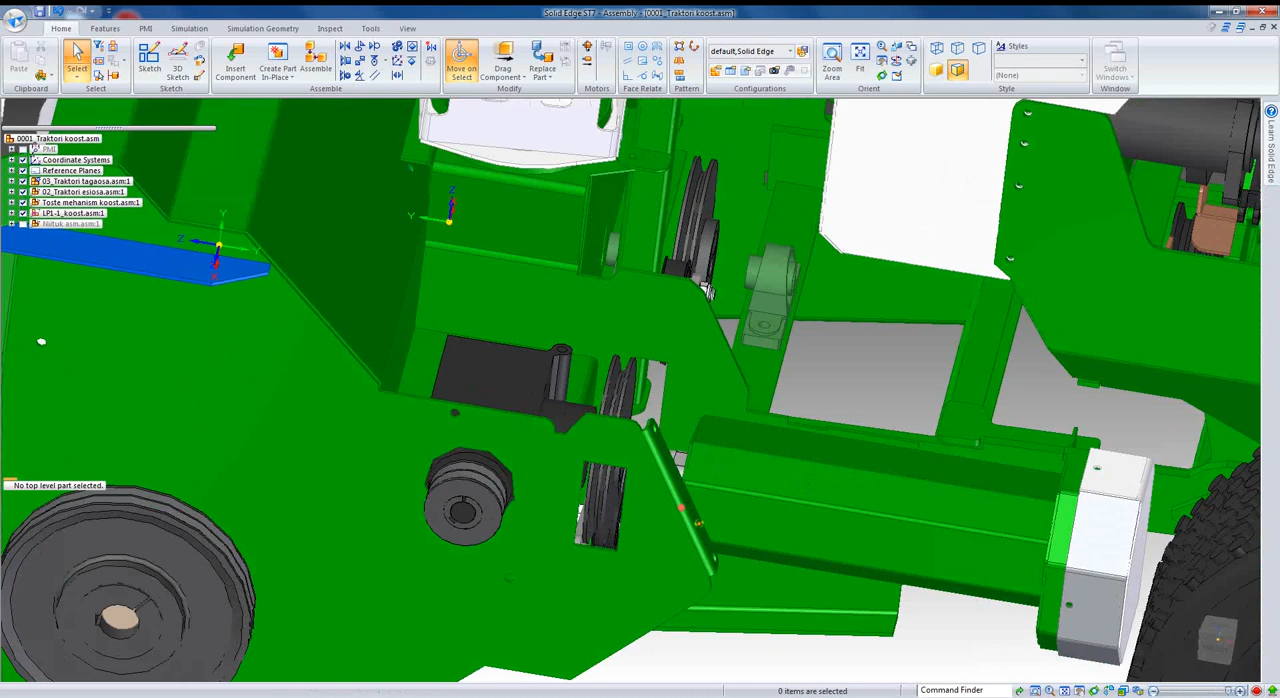 Solid Edge ST7 - Assembly - [0001_Traktori koost.asm]
Home Features PMI Simulation Simulation Geometry Inspect Tools View
Paste
Clipboard
Select
Select
Sketch
3D Sketch
Sketch
Insert Component
Create Part In-Place
Assemble
Assemble
Move on Select
Drag Component
Replace Part
Modify
Motors
Face Relate
Pattern
default,Solid Edge
Configurations
Zoom Area
Fit
Orient
Styles
(None)
Style
Switch Windows
Window
Learn Solid Edge
0001_Traktori koost.asm
PMI
Coordinate Systems
Reference Planes
03_Traktori tagaosa.asm:1
02_Traktori esiosa.asm:1
Toste mehanism koost.asm:1
LP1-1_koost.asm:1
Niituk asm.asm:1
Z
Y
Y
Z
No top level part selected.
0 items are selected
Command Finder